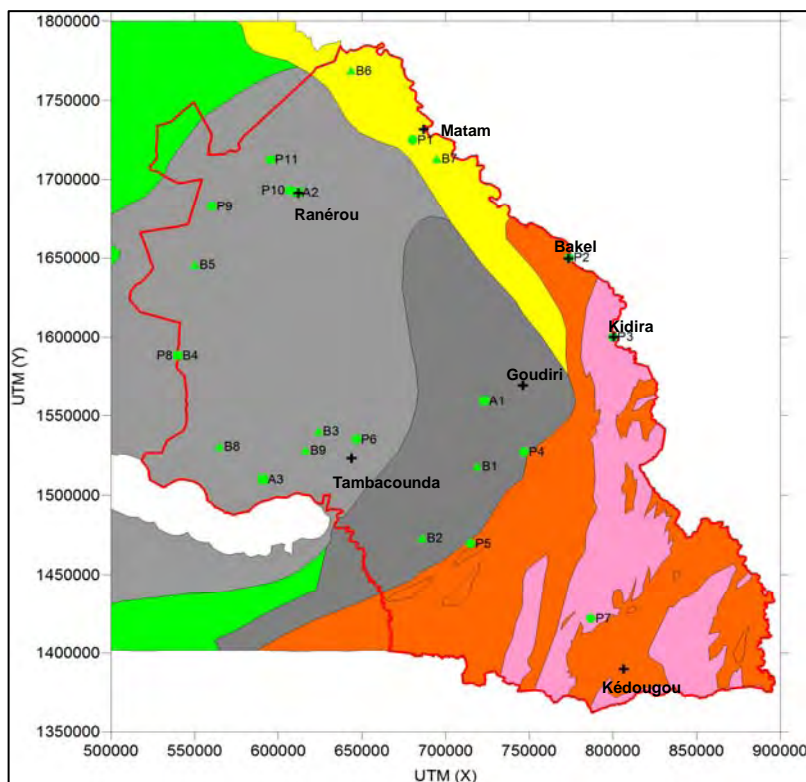 1800000
B6
1750000
Matam
P1
B7
P11
1700000
P10
A2
P9
Ranérou
Bakel
P2
B5
1650000
Kidira
P3
1600000
P8
B4
Goudiri
A1
UTM (Y)
1550000
B3
P6
B8
B9
P4
Tambacounda
B1
A3
1500000
B2
P5
1450000
P7
1400000
Kédougou
1350000
500000 550000 600000 650000 700000 750000 800000 850000 900000
UTM (X)